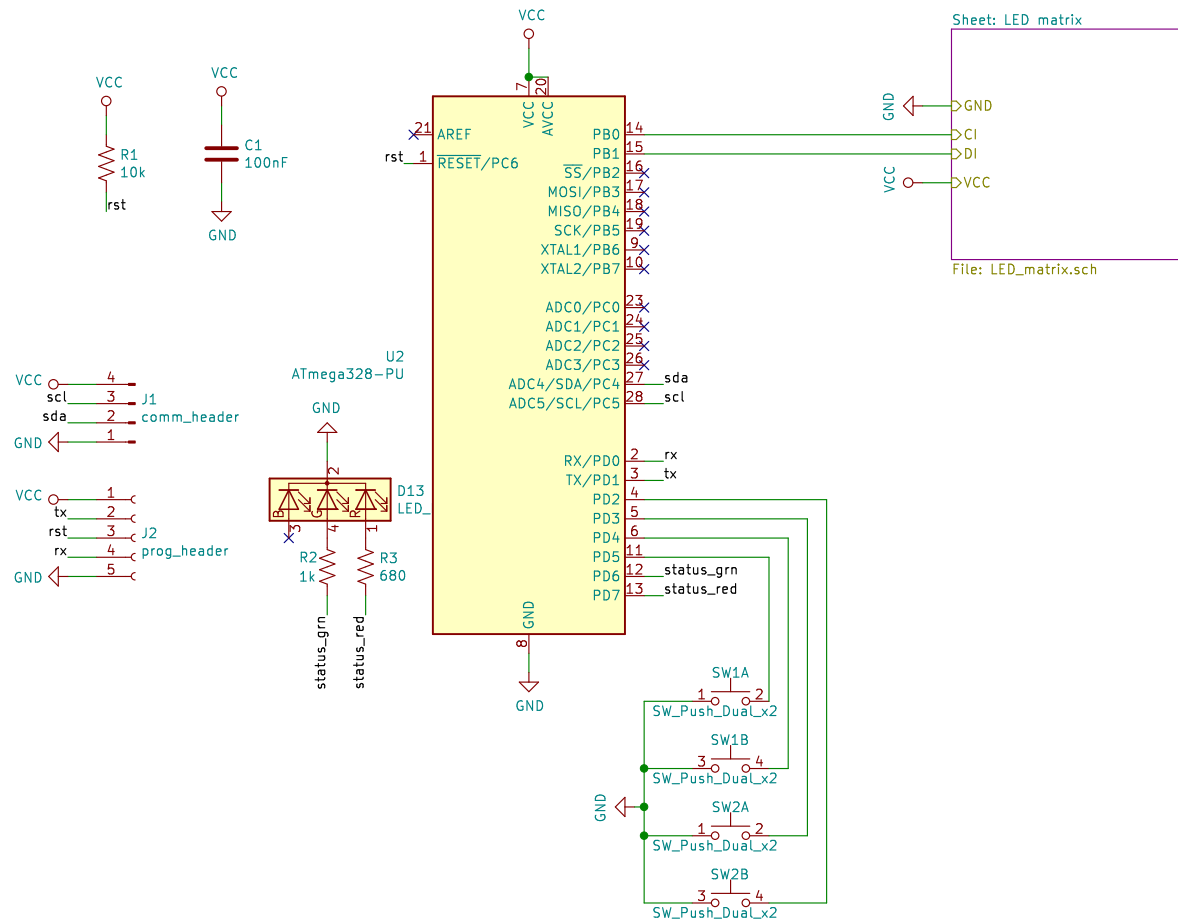 VCC
Sheet: LED matrix
VCC
R1
10k
rst
VCC
C1
100nF
GND
7
20
VCC
AVCC
21
AREF
rst
1
RESET/PC6
PB0
14
PB1
15
SS/PB2
16
MOSI/PB3
17
MISO/PB4
18
SCK/PB5
19
XTAL1/PB6
9
XTAL2/PB7
10
ADC0/PC0
23
ADC1/PC1
24
ADC2/PC2
25
ADC3/PC3
26
ADC4/SDA/PC4
27
sda
ADC5/SCL/PC5
28
scl
RX/PD0
2
rx
TX/PD1
3
tx
PD2
4
PD3
5
PD4
6
PD5
11
PD6
12
status_grn
PD7
13
status_red
GND
8
GND
U2
ATmega328-PU
GND
GND
CI
DI
VCC
VCC
File: LED_matrix.sch
VCC
4
scl
3
sda
2
GND
1
J1
comm_header
VCC
1
tx
2
rst
3
rx
4
GND
5
J2
prog_header
GND
2
D13
LED_
B
G
R
3
4
1
R2
1k
R3
680
status_grn
status_red
SW1A
1
2
SW_Push_Dual_x2
SW1B
3
4
SW_Push_Dual_x2
GND
SW2A
1
2
SW_Push_Dual_x2
SW2B
3
4
SW_Push_Dual_x2